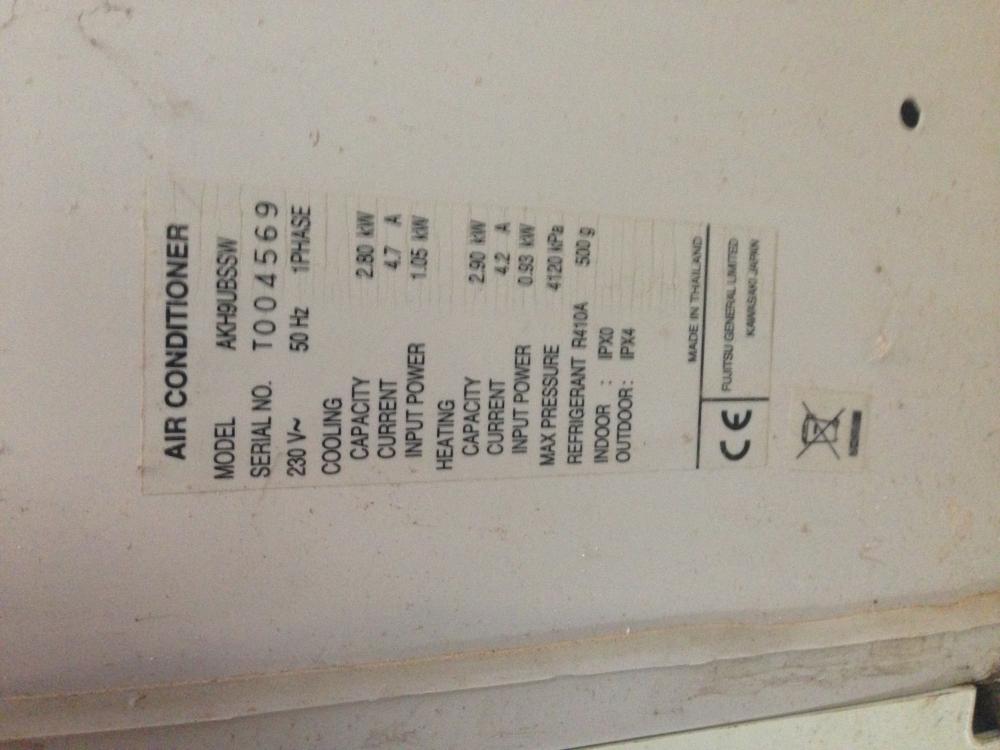 AIR CONDITIONER
MODEL AKH9UBSSW
SERIAL NO. T004569
230 V~ 50 Hz 1PHASE
COOLING
CAPACITY 2.80 kW
CURRENT 4.7 A
INPUT POWER 1.05 kW
HEATING
CAPACITY 2.90 kW
CURRENT 4.2 A
INPUT POWER 0.93 kW
MAX PRESSURE 4120 kPa
REFRIGERANT R410A 500 g
INDOOR : IPX0
OUTDOOR : IPX4
MADE IN THAILAND
CE FUJITSU GENERAL LIMITED
KAWASAKI JAPAN